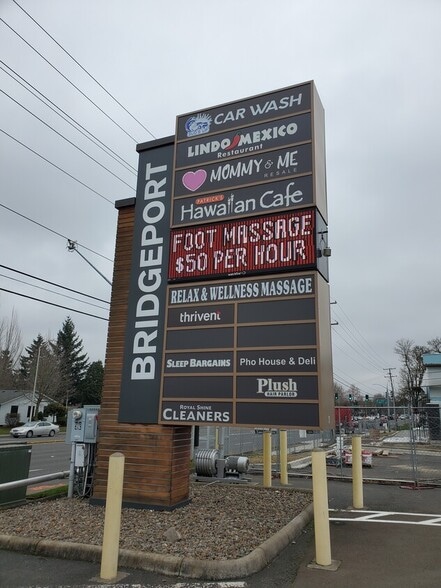 BRIDGEPORT
CAR WASH
LINDO MEXICO
Restaurant
MOMMY & ME
RESALE
PATRICK'S
Hawaiian Cafe
FOOT MASSAGE
$50 PER HOUR
RELAX & WELLNESS MASSAGE
thrivent
SLEEP BARGAINS
Pho House & Deli
Plush
HAIR PARLOR
ROYAL SHINE
CLEANERS